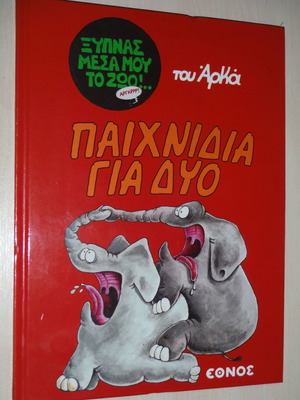 ΞΥΠΝΑΣ
ΜΕΣΑ ΜΟΥ
ΤΟ ΖΩΟ!..
του Αρκά
ΠΑΙΧΝΙΔΙΑ
ΓΙΑ ΔΥΟ
ΕΘΝΟΣ